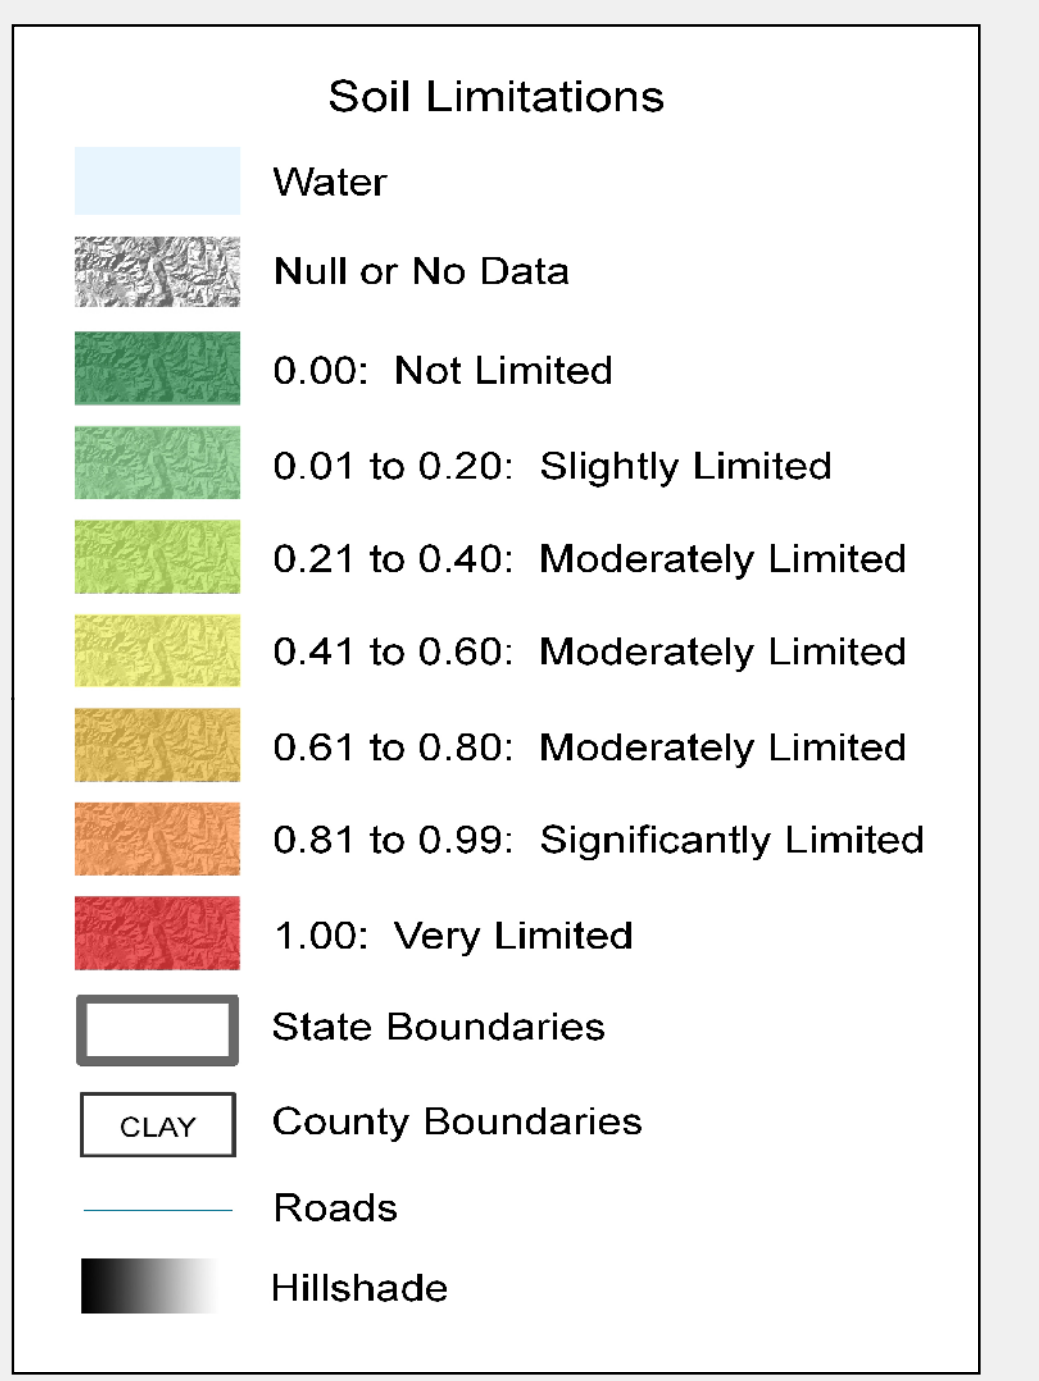 Soil Limitations
Water
Null or No Data
0.00:  Not Limited
0.01 to 0.20:  Slightly Limited
0.21 to 0.40:  Moderately Limited
0.41 to 0.60:  Moderately Limited
0.61 to 0.80:  Moderately Limited
0.81 to 0.99:  Significantly Limited
1.00:  Very Limited
State Boundaries
CLAY County Boundaries
Roads
Hillshade